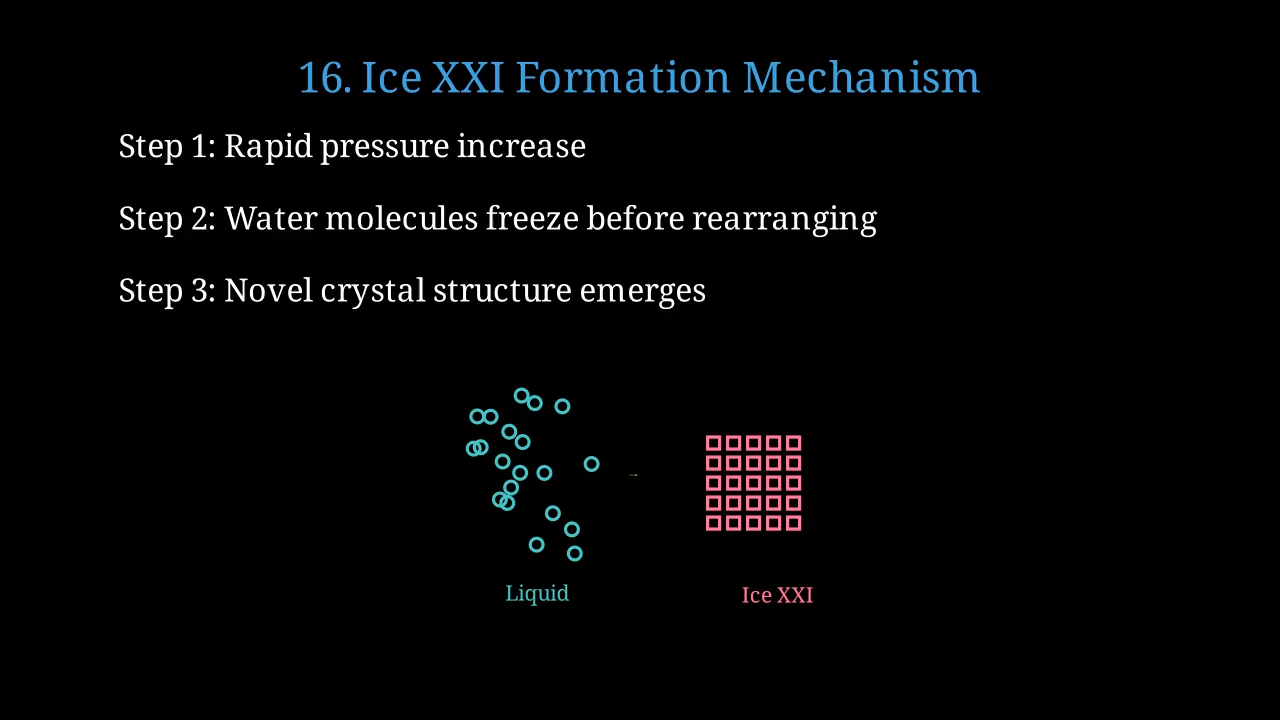 16. Ice XXI Formation Mechanism
Step 1: Rapid pressure increase
Step 2: Water molecules freeze before rearranging
Step 3: Novel crystal structure emerges
Liquid
Ice XXI